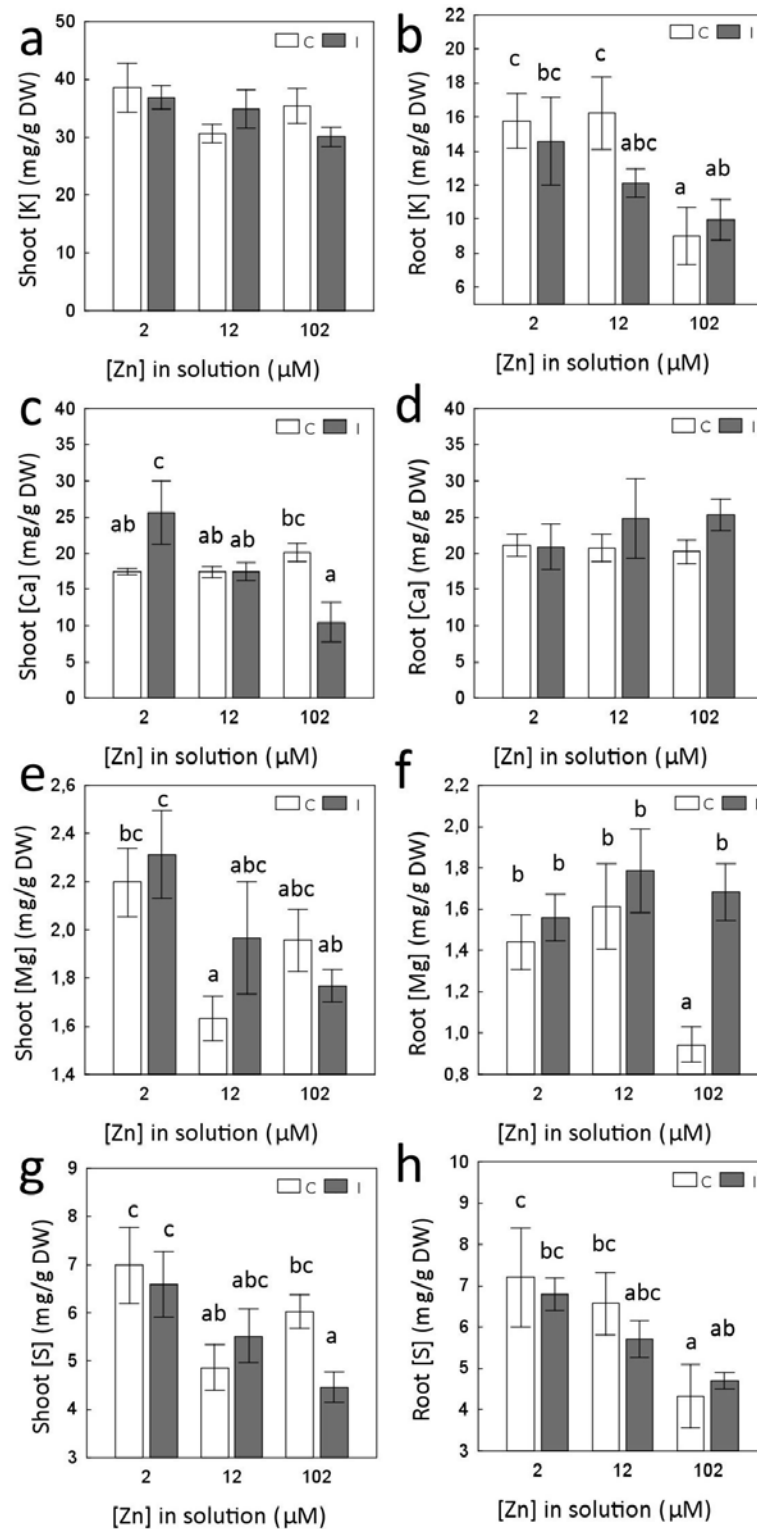 a
50
40
30
20
10
0
Shoot [K] (mg/g DW)
C I
2 12 102
[Zn] in solution (µM)
b
22
20
18
16
14
12
10
8
6
Root [K] (mg/g DW)
C I
c bc c abc a ab
2 12 102
[Zn] in solution (µM)
c
40
35
30
25
20
15
10
5
0
Shoot [Ca] (mg/g DW)
C I
ab c ab ab bc a
2 12 102
[Zn] in solution (µM)
d
40
35
30
25
20
15
10
5
0
Root [Ca] (mg/g DW)
C I
2 12 102
[Zn] in solution (µM)
e
2,6
2,4
2,2
2,0
1,8
1,6
1,4
Shoot [Mg] (mg/g DW)
C I
bc c a abc abc ab
2 12 102
[Zn] in solution (µM)
f
2,2
2,0
1,8
1,6
1,4
1,2
1,0
0,8
Root [Mg] (mg/g DW)
C I
b b b b a b
2 12 102
[Zn] in solution (µM)
g
9
8
7
6
5
4
3
Shoot [S] (mg/g DW)
C I
c c ab abc bc a
2 12 102
[Zn] in solution (µM)
h
10
9
8
7
6
5
4
3
Root [S] (mg/g DW)
C I
c bc bc abc a ab
2 12 102
[Zn] in solution (µM)